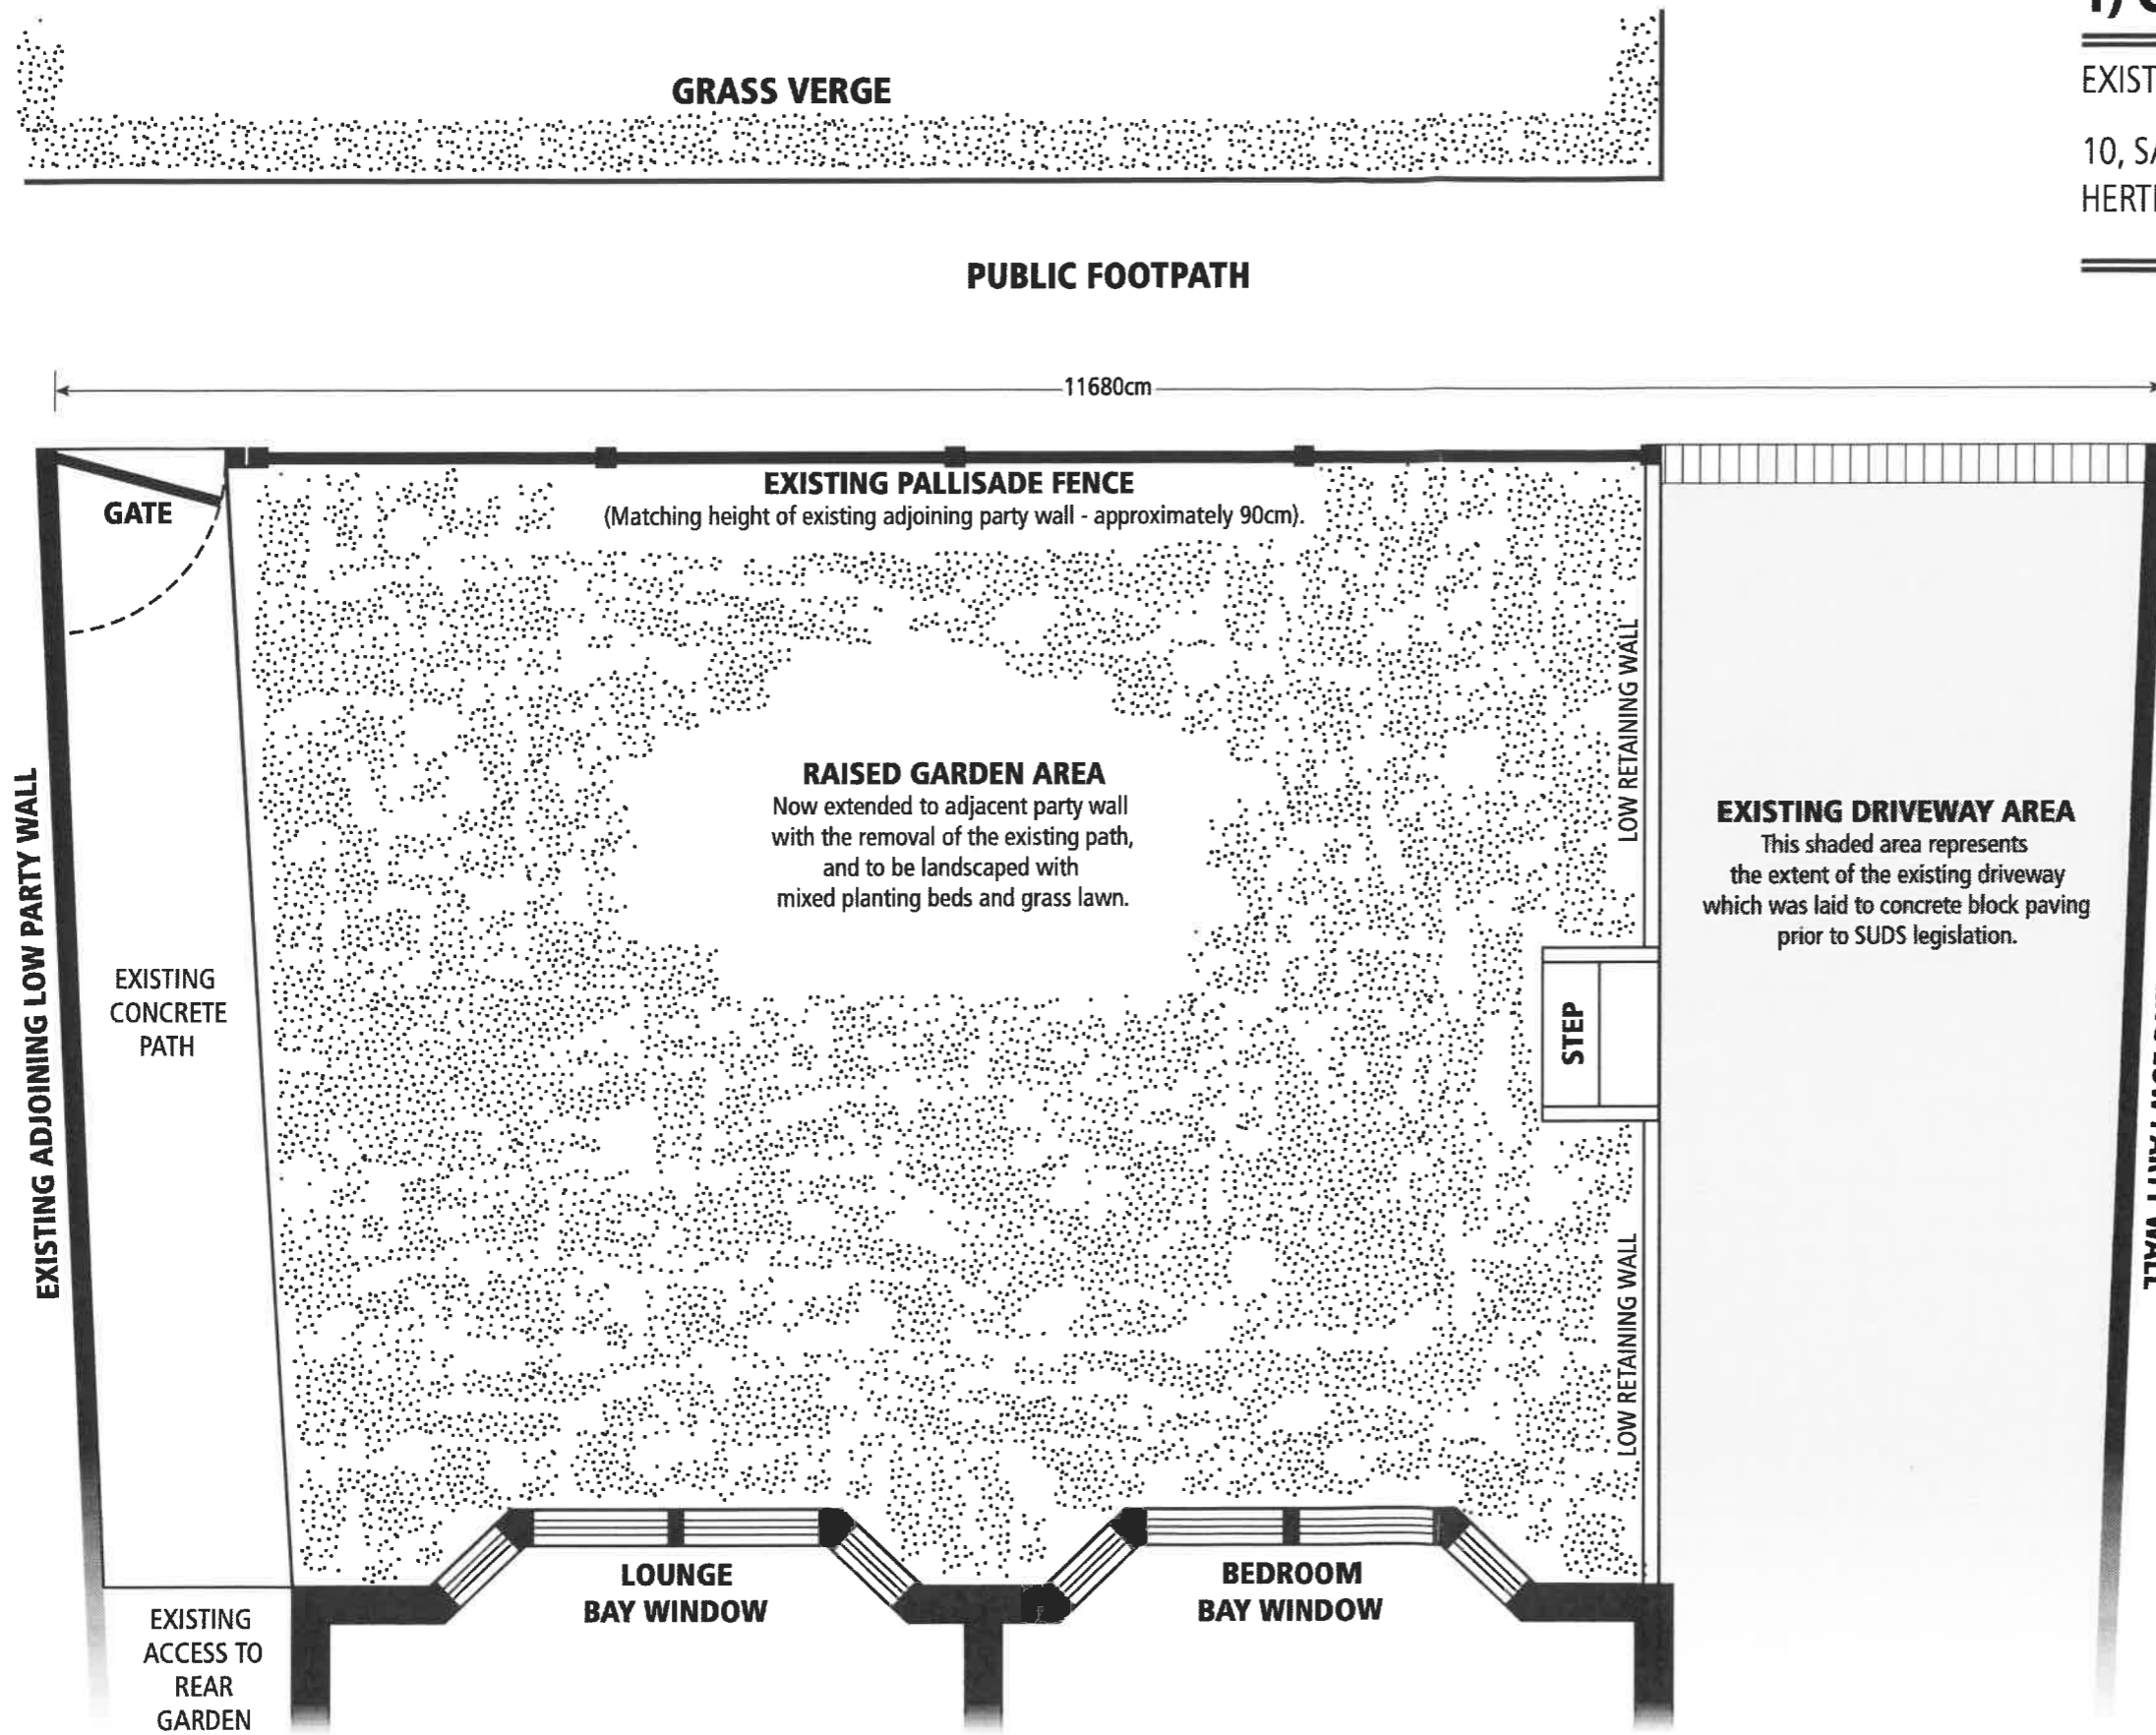 GRASS VERGE
10,
PUBLIC FOOTPATH
11680cm
EXISTING PALLISADE FENCE
(Matching height of existing adjoining party wall - approximately 90cm).
GATE
EXISTING ADJOINING LOW PARTY WALL
EXISTING
CONCRETE
PATH
RAISED GARDEN AREA
Now extended to adjacent party wall
with the removal of the existing path,
and to be landscaped with
mixed planting beds and grass lawn.
LOW RETAINING WALL
EXISTING DRIVEWAY AREA
This shaded area represents
the extent of the existing driveway
which was laid to concrete block paving
prior to SUDS legislation.
STEP
LOW RETAINING WALL
PARTY WALL
LOUNGE
BAY WINDOW
BEDROOM
BAY WINDOW
EXISTING
ACCESS TO
REAR
GARDEN